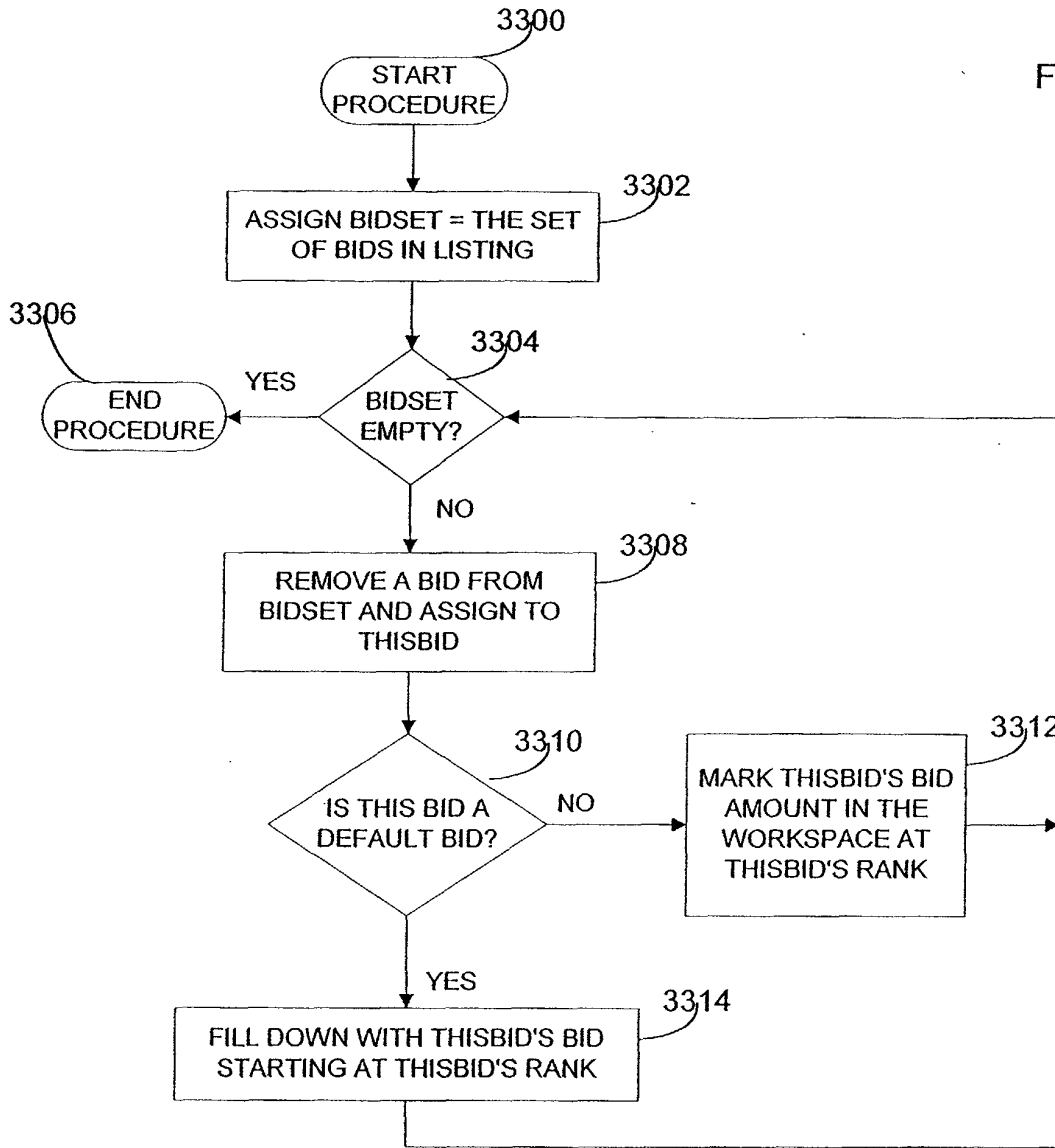 3300
START
PROCEDURE
F
3302
ASSIGN BIDSET = THE SET
OF BIDS IN LISTING
3306
3304
YES
END
PROCEDURE
BIDSET
EMPTY?
NO
3308
REMOVE A BID FROM
BIDSET AND ASSIGN TO
THISBID
3310
3312
IS THIS BID A
DEFAULT BID?
NO
MARK THISBID'S BID
AMOUNT IN THE
WORKSPACE AT
THISBID'S RANK
YES
3314
FILL DOWN WITH THISBID'S BID
STARTING AT THISBID'S RANK